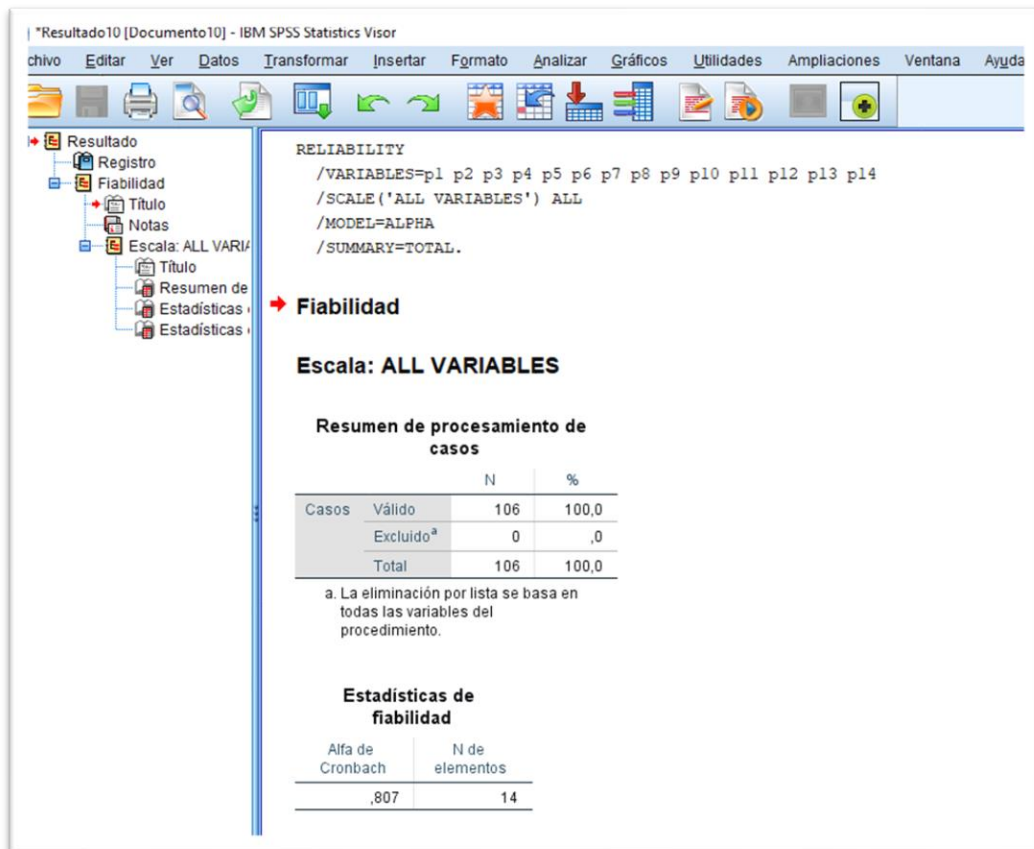 *Resultado10 [Documento10] - IBM SPSS Statistics Visor
chivo Editar Ver Datos Transformar Insertar Formato Analizar Gráficos Utilidades Ampliaciones Ventana Ayuda
Resultado
Registro
Fiabilidad
Título
Notas
Escala: ALL VARIA
Título
Resumen de
Estadísticas
Estadísticas
RELIABILITY
/VARIABLES=p1 p2 p3 p4 p5 p6 p7 p8 p9 p10 p11 p12 p13 p14
/SCALE('ALL VARIABLES') ALL
/MODEL=ALPHA
/SUMMARY=TOTAL.
Fiabilidad
Escala: ALL VARIABLES
Resumen de procesamiento de
casos
N %
Casos Válido 106 100,0
Excluido^a 0 ,0
Total 106 100,0
a. La eliminación por lista se basa en
todas las variables del
procedimiento.
Estadísticas de
fiabilidad
Alfa de N de
Cronbach elementos
,807 14